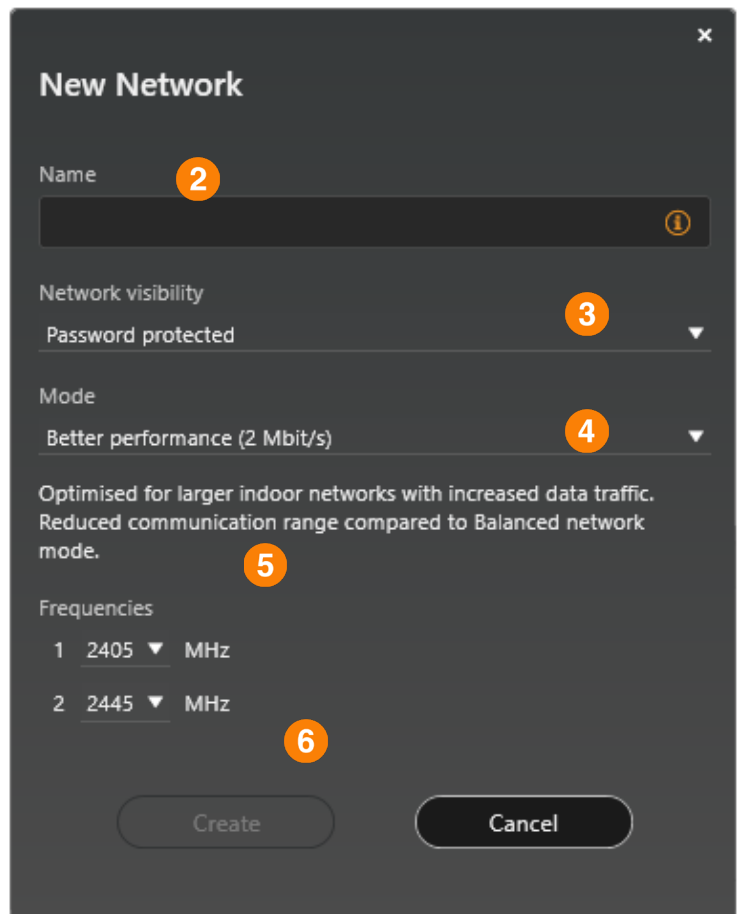 ×
New Network
Name
2
i
Network visibility
3
Password protected
Mode
4
Better performance (2 Mbit/s)
Optimised for larger indoor networks with increased data traffic.
Reduced communication range compared to Balanced network
mode.
5
Frequencies
1 2405 MHz
2 2445 MHz
6
Create Cancel